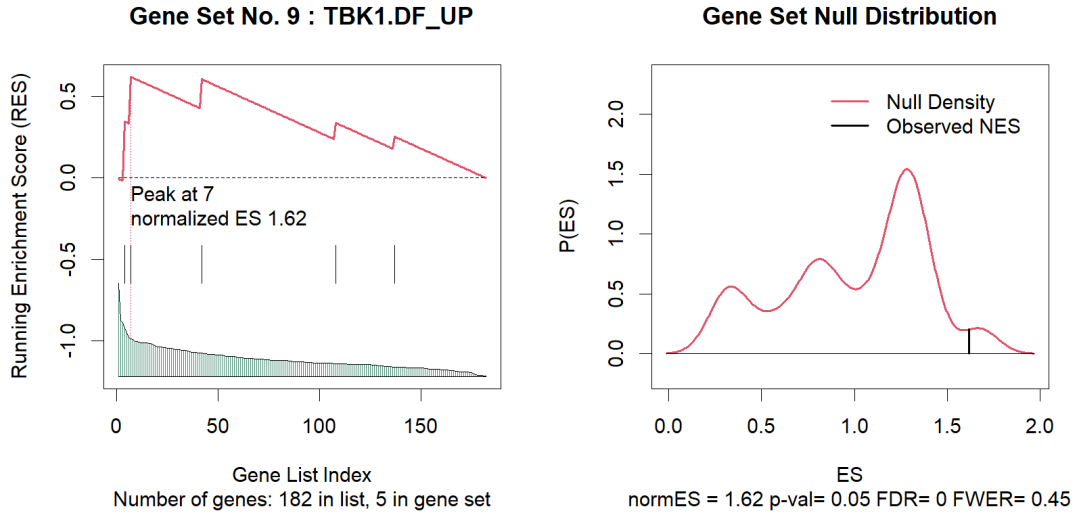 Gene Set No. 9 : TBK1.DF_UP
Running Enrichment Score (RES)
0.5
0.0
-0.5
-1.0
Peak at 7
normalized ES 1.62
0
50
100
150
Gene List Index
Number of genes: 182 in list, 5 in gene set
Gene Set Null Distribution
P(ES)
2.0
1.5
1.0
0.5
0.0
Null Density
Observed NES
0.0
0.5
1.0
1.5
2.0
ES
normES = 1.62 p-val= 0.05 FDR= 0 FWER= 0.45